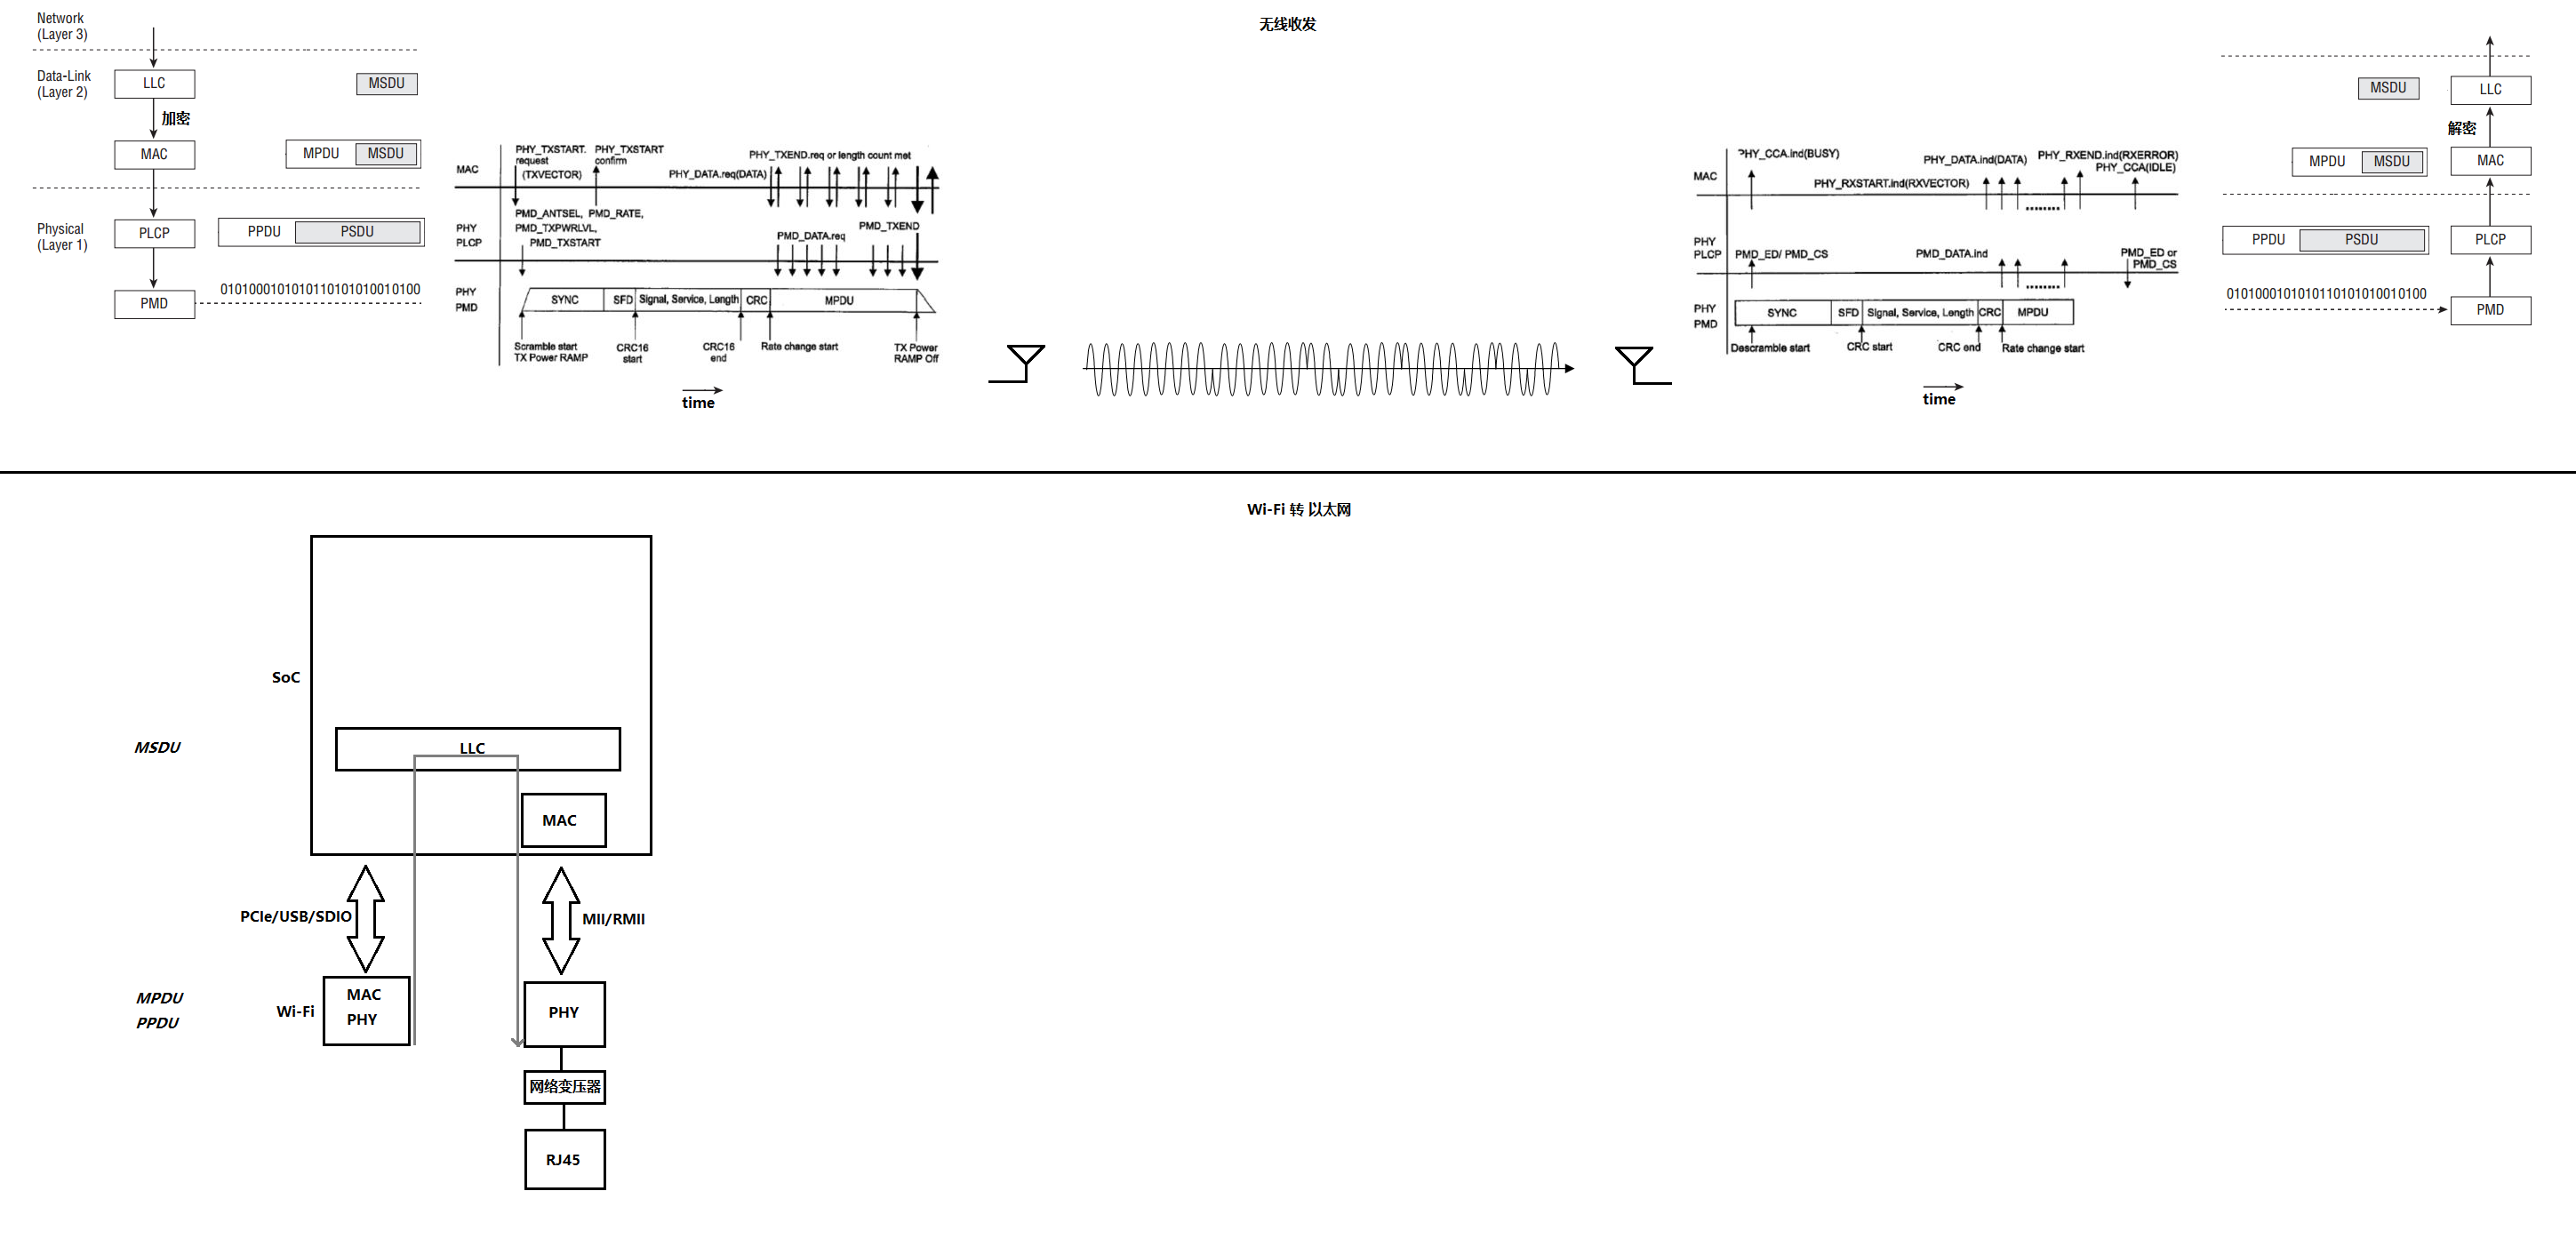 无线收发
Network
(Layer 3)
Data-Link
(Layer 2)
LLC
MSDU
加密
MAC
MPDU
MSDU
Physical
(Layer 1)
PLCP
PPDU
PSDU
PMD
0101000101010110101010010100
MAC
PHY_TXSTART.
request
(TXVECTOR)
PHY_TXSTART
confirm
PHY_DATA.req(DATA)
PHY_TXEND.req or length count met
PHY
PLCP
PMD_ANTSEL, PMD_RATE,
PMD_TXPWRLVL,
PMD_TXSTART
PMD_DATA.req
PMD_TXEND
PHY
PMD
SYNC
SFD
Signal, Service, Length
CRC
MPDU
Scramble start
TX Power RAMP
CRC16
start
CRC16
end
Rate change start
TX Power
RAMP Off
time
MAC
PHY_CCA.ind(BUSY)
PHY_RXSTART.ind(RXVECTOR)
PHY_DATA.ind(DATA)
PHY_RXEND.ind(RXERROR)
PHY_CCA(IDLE)
PHY
PLCP
PMD_ED/ PMD_CS
PMD_DATA.ind
PMD_ED or
PMD_CS
PHY
PMD
SYNC
SFD
Signal, Service, Length
CRC
MPDU
Descramble start
CRC start
CRC end
Rate change start
time
MSDU
LLC
解密
MPDU
MSDU
MAC
PPDU
PSDU
PLCP
0101000101010110101010010100
PMD
Wi-Fi 转 以太网
SoC
MSDU
LLC
MAC
PCIe/USB/SDIO
MII/RMII
MPDU
PPDU
Wi-Fi
MAC
PHY
PHY
网络变压器
RJ45